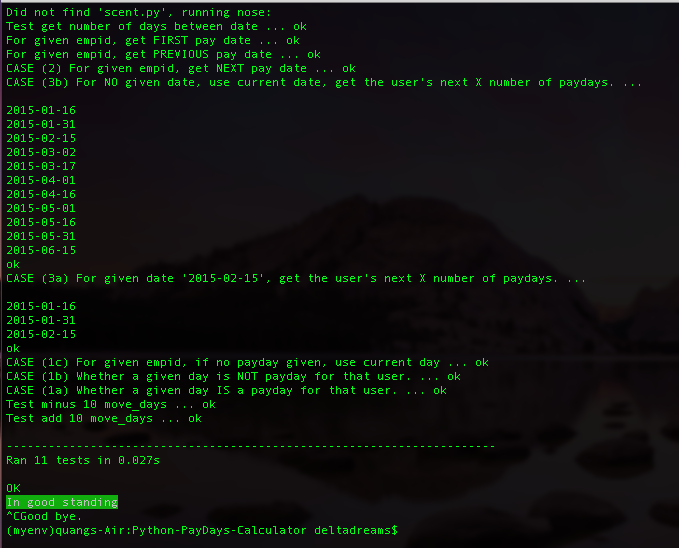 Did not find 'scent.py', running nose:
Test get number of days between date ... ok
For given empid, get FIRST pay date ... ok
For given empid, get PREVIOUS pay date ... ok
CASE (2) For given empid, get NEXT pay date ... ok
CASE (3b) For NO given date, use current date, get the user's next X number of paydays. ...
2015-01-16
2015-01-31
2015-02-15
2015-03-02
2015-03-17
2015-04-01
2015-04-16
2015-05-01
2015-05-16
2015-05-31
2015-06-15
ok
CASE (3a) For given date '2015-02-15', get the user's next X number of paydays. ...
2015-01-16
2015-01-31
2015-02-15
ok
CASE (1c) For given empid, if no payday given, use current day ... ok
CASE (1b) Whether a given day is NOT payday for that user. ... ok
CASE (1a) Whether a given day IS a payday for that user. ... ok
Test minus 10 move_days ... ok
Test add 10 move_days ... ok
----------------------------------------------------------------------
Ran 11 tests in 0.027s
OK
In good standing
^CGood bye.
(myenv)quangs-Air:Python-PayDays-Calculator deltadreams$